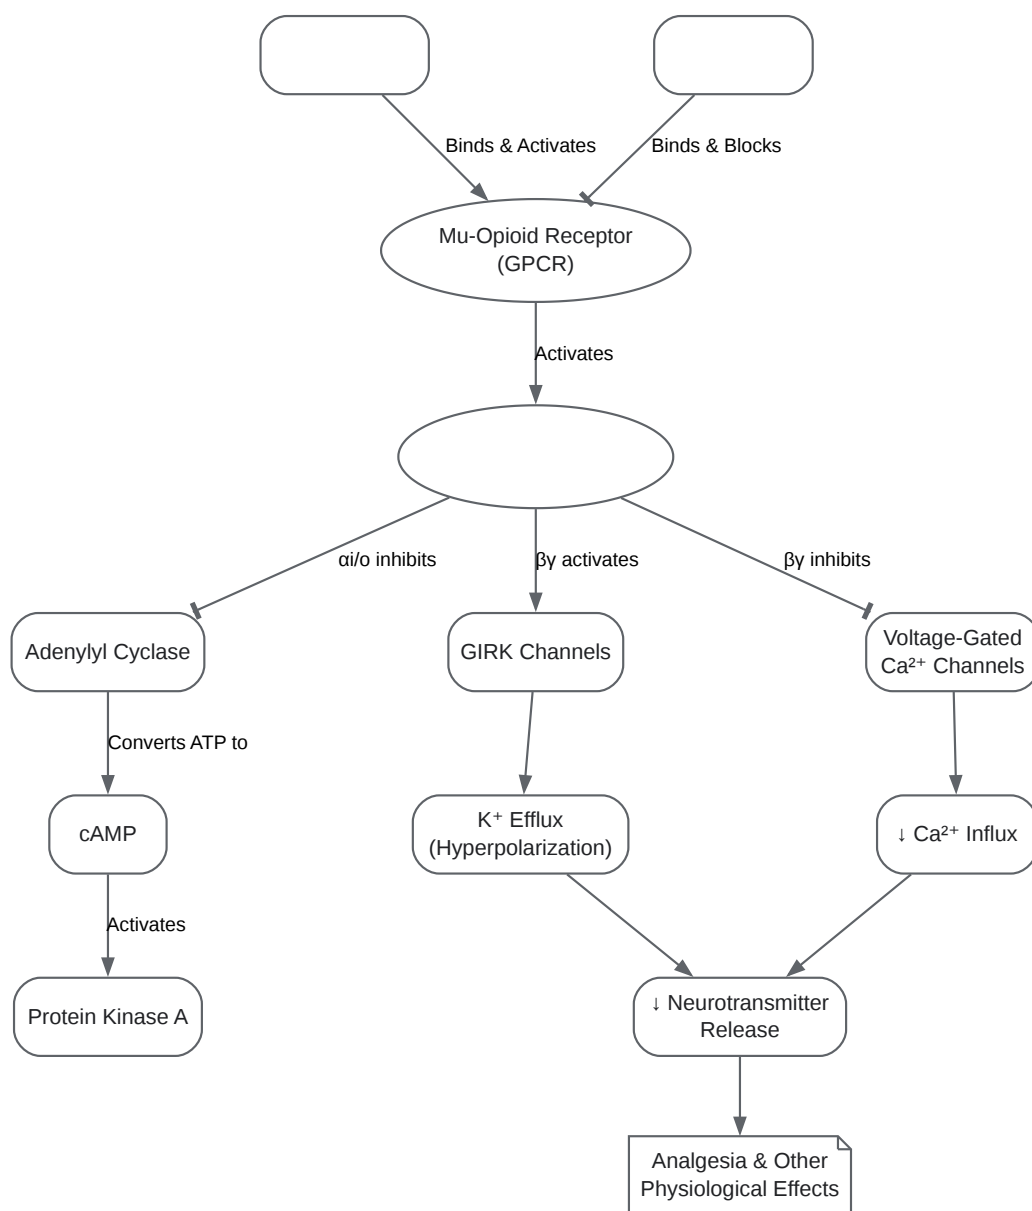 Binds & Activates
Binds & Blocks
Mu-Opioid Receptor
(GPCR)
Activates
αi/o inhibits
βγ activates
βγ inhibits
Adenylyl Cyclase
GIRK Channels
Voltage-Gated
Ca²⁺ Channels
Converts ATP to
cAMP
K⁺ Efflux
(Hyperpolarization)
↓ Ca²⁺ Influx
Activates
Protein Kinase A
↓ Neurotransmitter
Release
Analgesia & Other
Physiological Effects